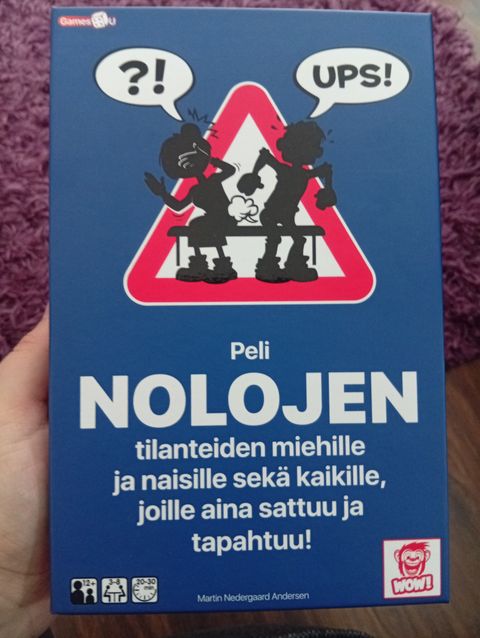 Games4U
?!
UPS!
Peli
NOLOJEN
tilanteiden miehille
ja naisille sekä kaikille,
joille aina sattuu ja
tapahtuu!
12+
3-8
20-30
WOW!
Martin Nedergaard Andersen